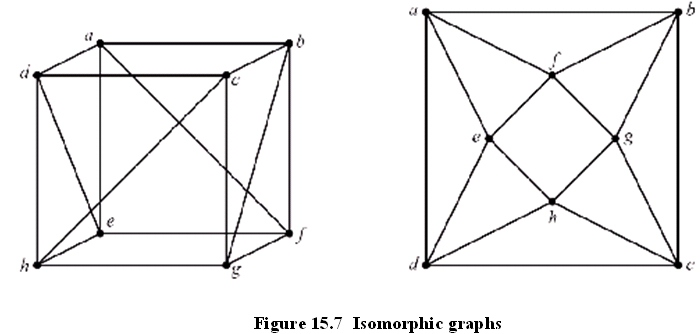 a b
d c
e f
h g
a b
f
e g
h
d c
Figure 15.7 Isomorphic graphs